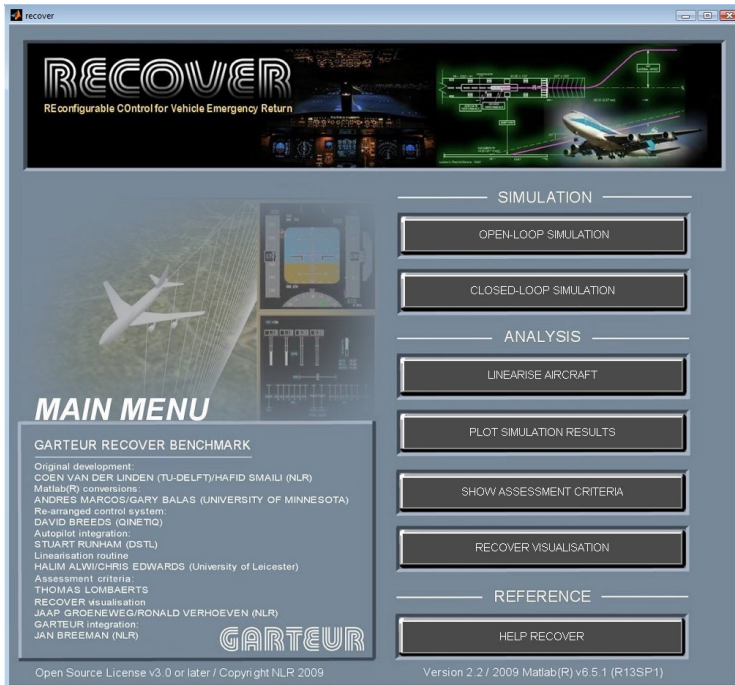 recover
RECOVER
REconfigurable COntrol for Vehicle Emergency Return
MAIN MENU
GARTEUR RECOVER BENCHMARK
Original development:
COEN VAN DER LINDEN (TU-DELFT)/HAFID SMAILI (NLR)
Matlab(R) conversions:
ANDRES MARCOS/GARY BALAS (UNIVERSITY OF MINNESOTA)
Re-arranged control system:
DAVID BREEDS (QINETIQ)
Autopilot integration:
STUART RUNHAM (DSTL)
Linearisation routine
HALIM ALWI/CHRIS EDWARDS (University of Leicester)
Assessment criteria:
THOMAS LOMBAERTS
RECOVER visualisation
JAAP GROENEWEG/RONALD VERHOEVEN (NLR)
GARTEUR integration:
JAN BREEMAN (NLR)
GARTEUR
Open Source License v3.0 or later / Copyright NLR 2009
SIMULATION
OPEN-LOOP SIMULATION
CLOSED-LOOP SIMULATION
ANALYSIS
LINEARISE AIRCRAFT
PLOT SIMULATION RESULTS
SHOW ASSESSMENT CRITERIA
RECOVER VISUALISATION
REFERENCE
HELP RECOVER
Version 2.2 / 2009 Matlab(R) v6.5.1 (R13SP1)